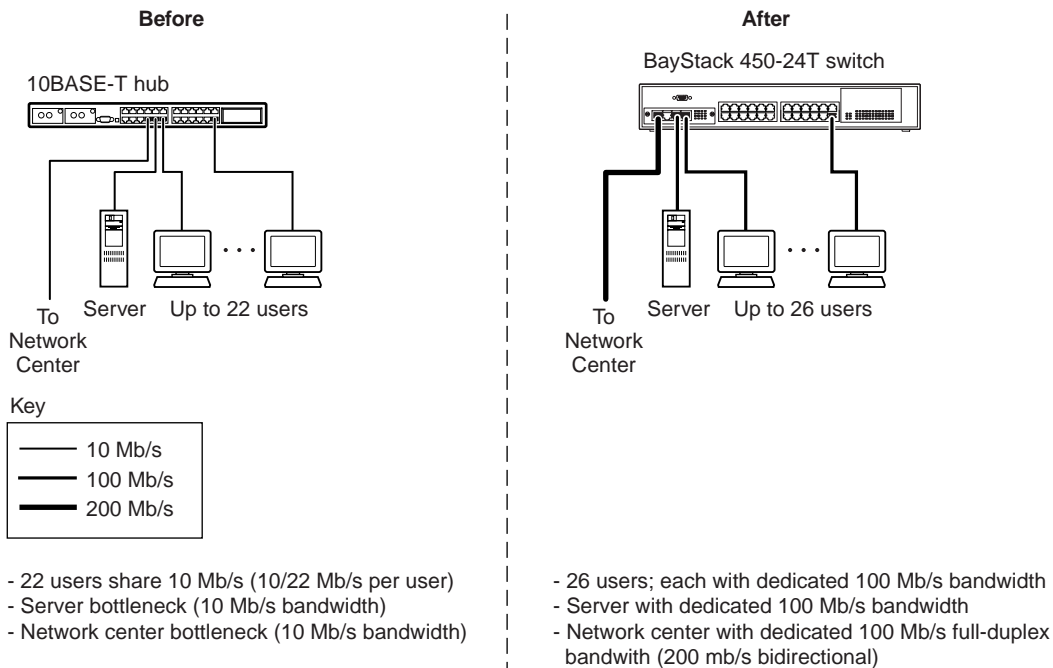 Before
10BASE-T hub
To
Network
Center
Server
Up to 22 users
Key
10 Mb/s
100 Mb/s
200 Mb/s
- 22 users share 10 Mb/s (10/22 Mb/s per user)
- Server bottleneck (10 Mb/s bandwidth)
- Network center bottleneck (10 Mb/s bandwidth)
After
BayStack 450-24T switch
To
Network
Center
Server
Up to 26 users
- 26 users; each with dedicated 100 Mb/s bandwidth
- Server with dedicated 100 Mb/s bandwidth
- Network center with dedicated 100 Mb/s full-duplex
bandwith (200 mb/s bidirectional)